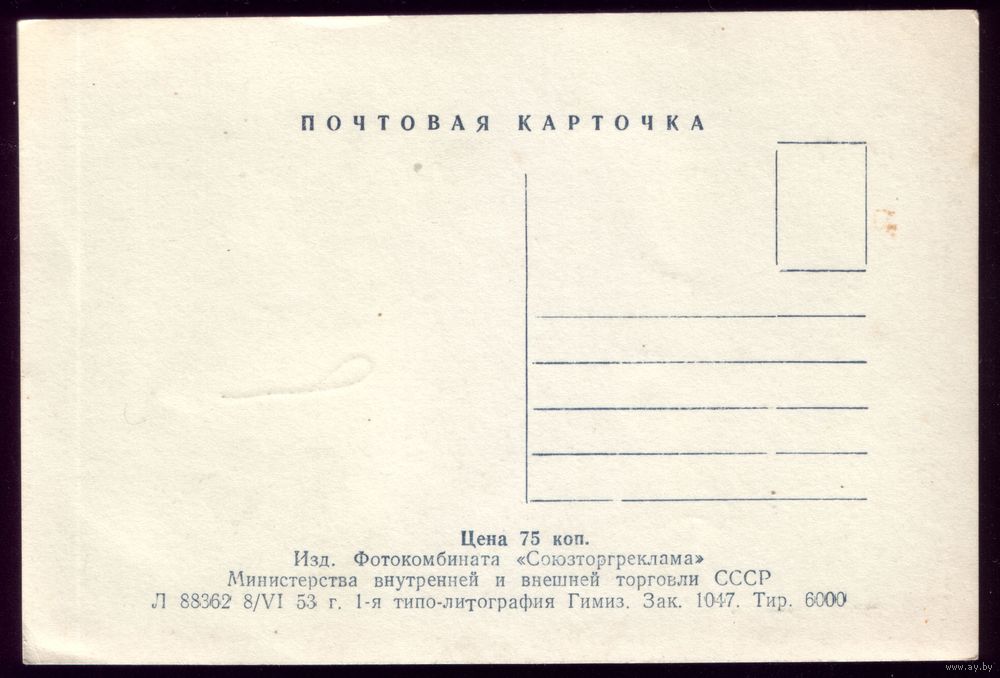 ПОЧТОВАЯ КАРТОЧКА
Цена 75 коп.
Изд. Фотокомбината «Союзторгреклама»
Министерства внутренней и внешней торговли СССР
Л 88362 8/VI 53 г. 1-я типо-литография Гимиз. Зак. 1047. Тир. 6000
www.ay.by